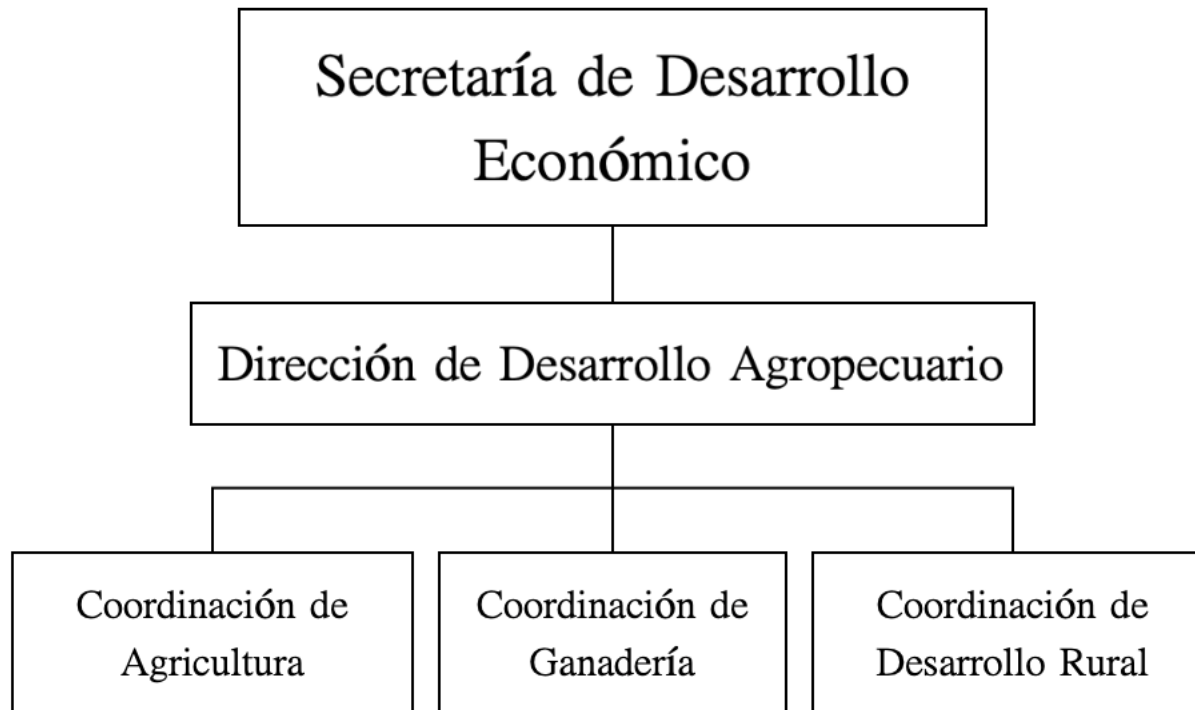 Secretaría de Desarrollo
Económico
Dirección de Desarrollo Agropecuario
Coordinación de
Agricultura
Coordinación de
Ganadería
Coordinación de
Desarrollo Rural